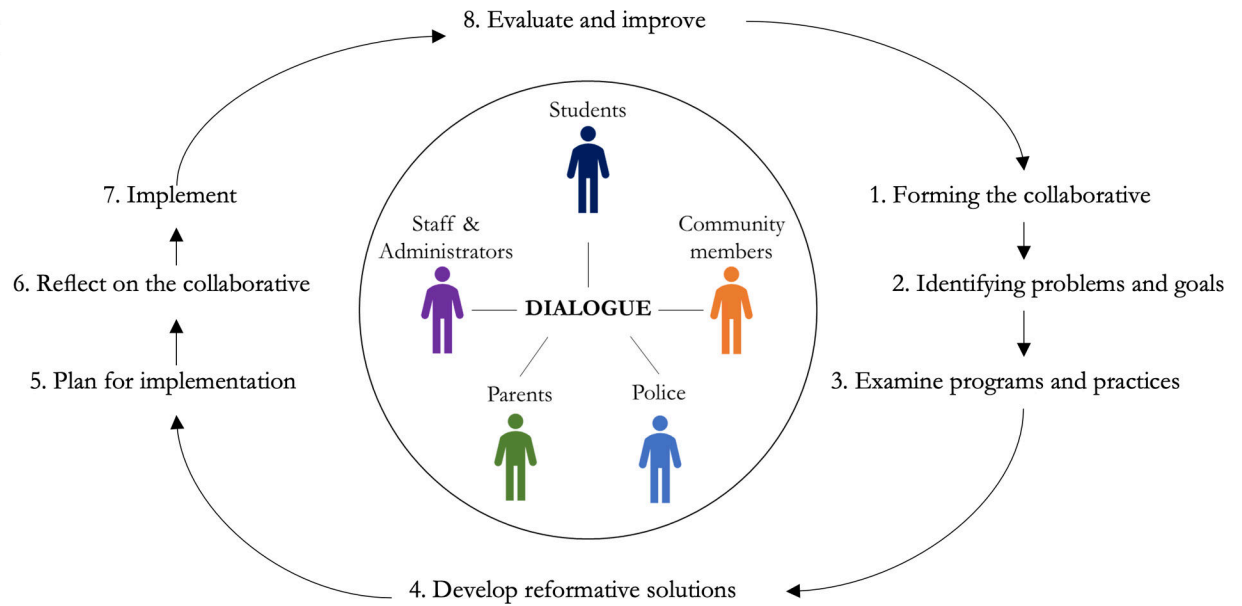 8. Evaluate and improve
Students
7. Implement
1. Forming the collaborative
Staff &
Administrators
Community
members
6. Reflect on the collaborative
2. Identifying problems and goals
DIALOGUE
5. Plan for implementation
3. Examine programs and practices
Parents
Police
4. Develop reformative solutions